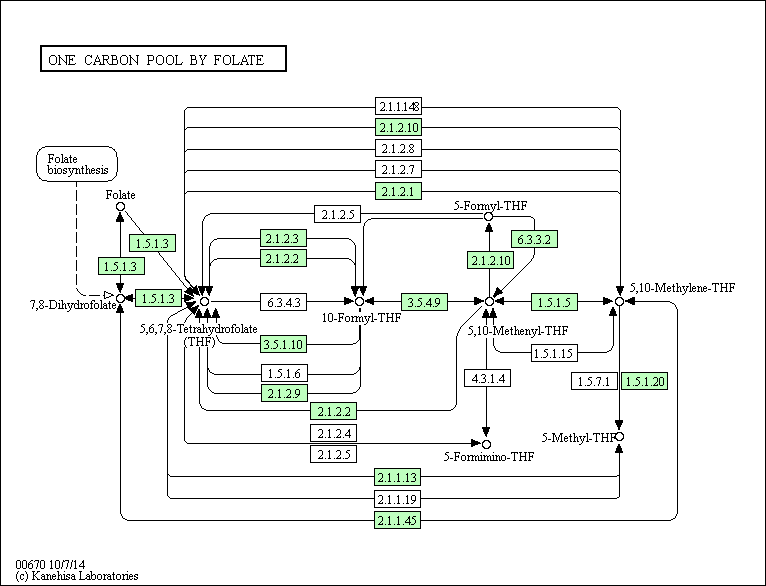 ONE CARBON POOL BY FOLATE
2.1.1.148
2.1.2.10
2.1.2.8
2.1.2.7
2.1.2.1
Folate
biosynthesis
Folate
5-Formyl-THF
2.1.2.5
1.5.1.3
2.1.2.3
6.3.3.2
2.1.2.2
2.1.2.10
1.5.1.3
5,10-Methylene-THF
7,8-Dihydrofolate
1.5.1.3
6.3.4.3
3.5.4.9
1.5.1.5
10-Formyl-THF
5,6,7,8-Tetrahydrofolate
(THF)
5,10-Methenyl-THF
3.5.1.10
1.5.1.15
1.5.1.6
4.3.1.4
1.5.7.1
1.5.1.20
2.1.2.9
2.1.2.2
2.1.2.4
2.1.2.5
5-Methyl-THF
5-Formimino-THF
2.1.1.13
2.1.1.19
2.1.1.45
00670 10/7/14
(c) Kanehisa Laboratories